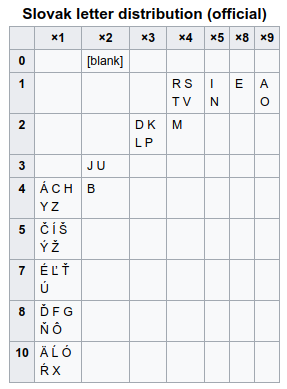 Slovak letter distribution (official)
×1 ×2 ×3 ×4 ×5 ×8 ×9
0 [blank]
1 R S I E A
T V N O
2 D K M
L P
3 J U
4 Á C H B
Y Z
5 Č Í Š
Ý Ž
7 É Ľ Ť
Ú
8 Ď F G
Ň Ô
10 Ä Ĺ Ó
Ŕ X